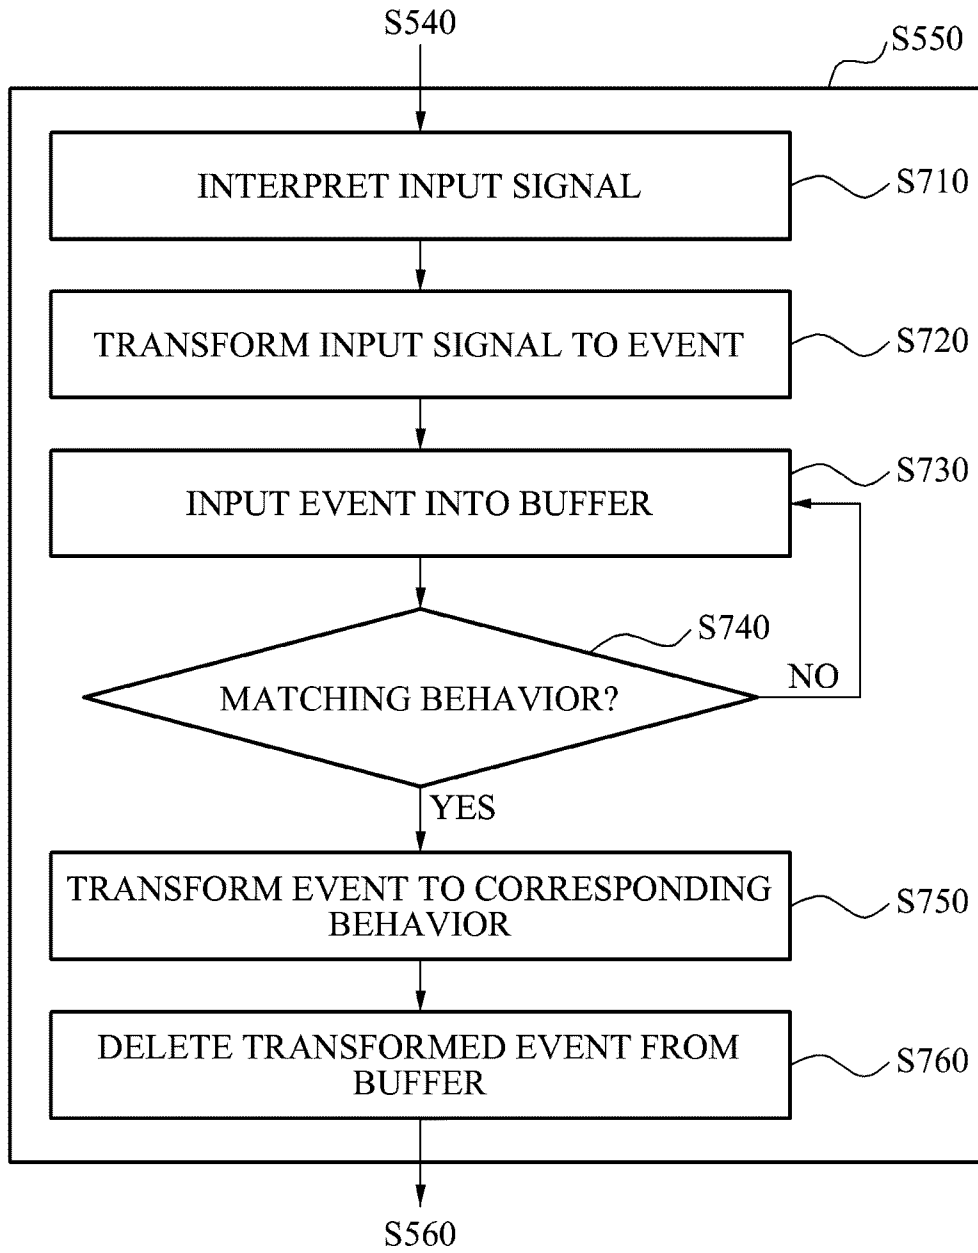 S540
S550
INTERPRET INPUT SIGNAL
S710
TRANSFORM INPUT SIGNAL TO EVENT
S720
INPUT EVENT INTO BUFFER
S730
S740
MATCHING BEHAVIOR?
NO
YES
TRANSFORM EVENT TO CORRESPONDING
BEHAVIOR
S750
DELETE TRANSFORMED EVENT FROM
BUFFER
S760
S560